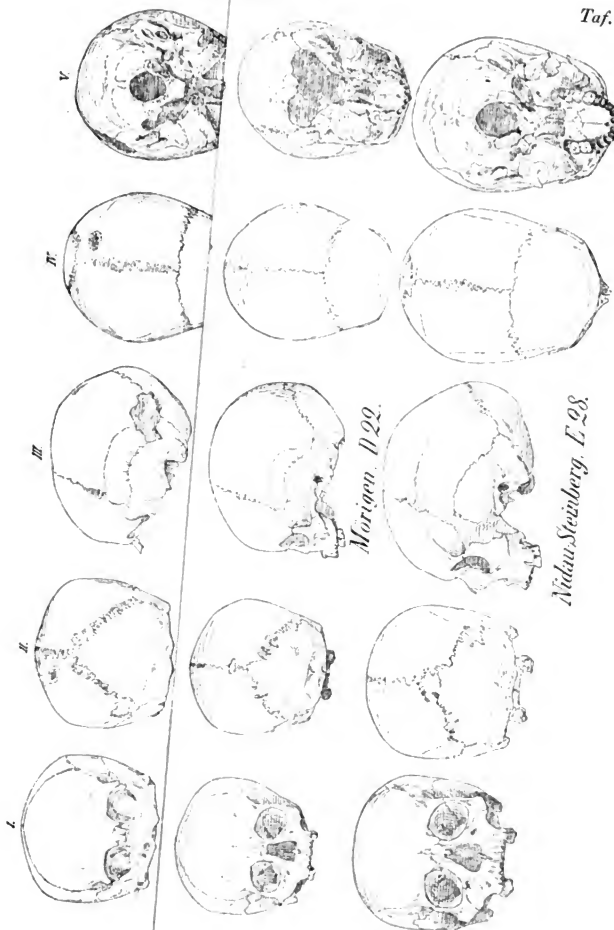 Taf.
V.
IV.
III.
II.
I.
Morigen. D 22.
Nidau Steinberg. E 28.